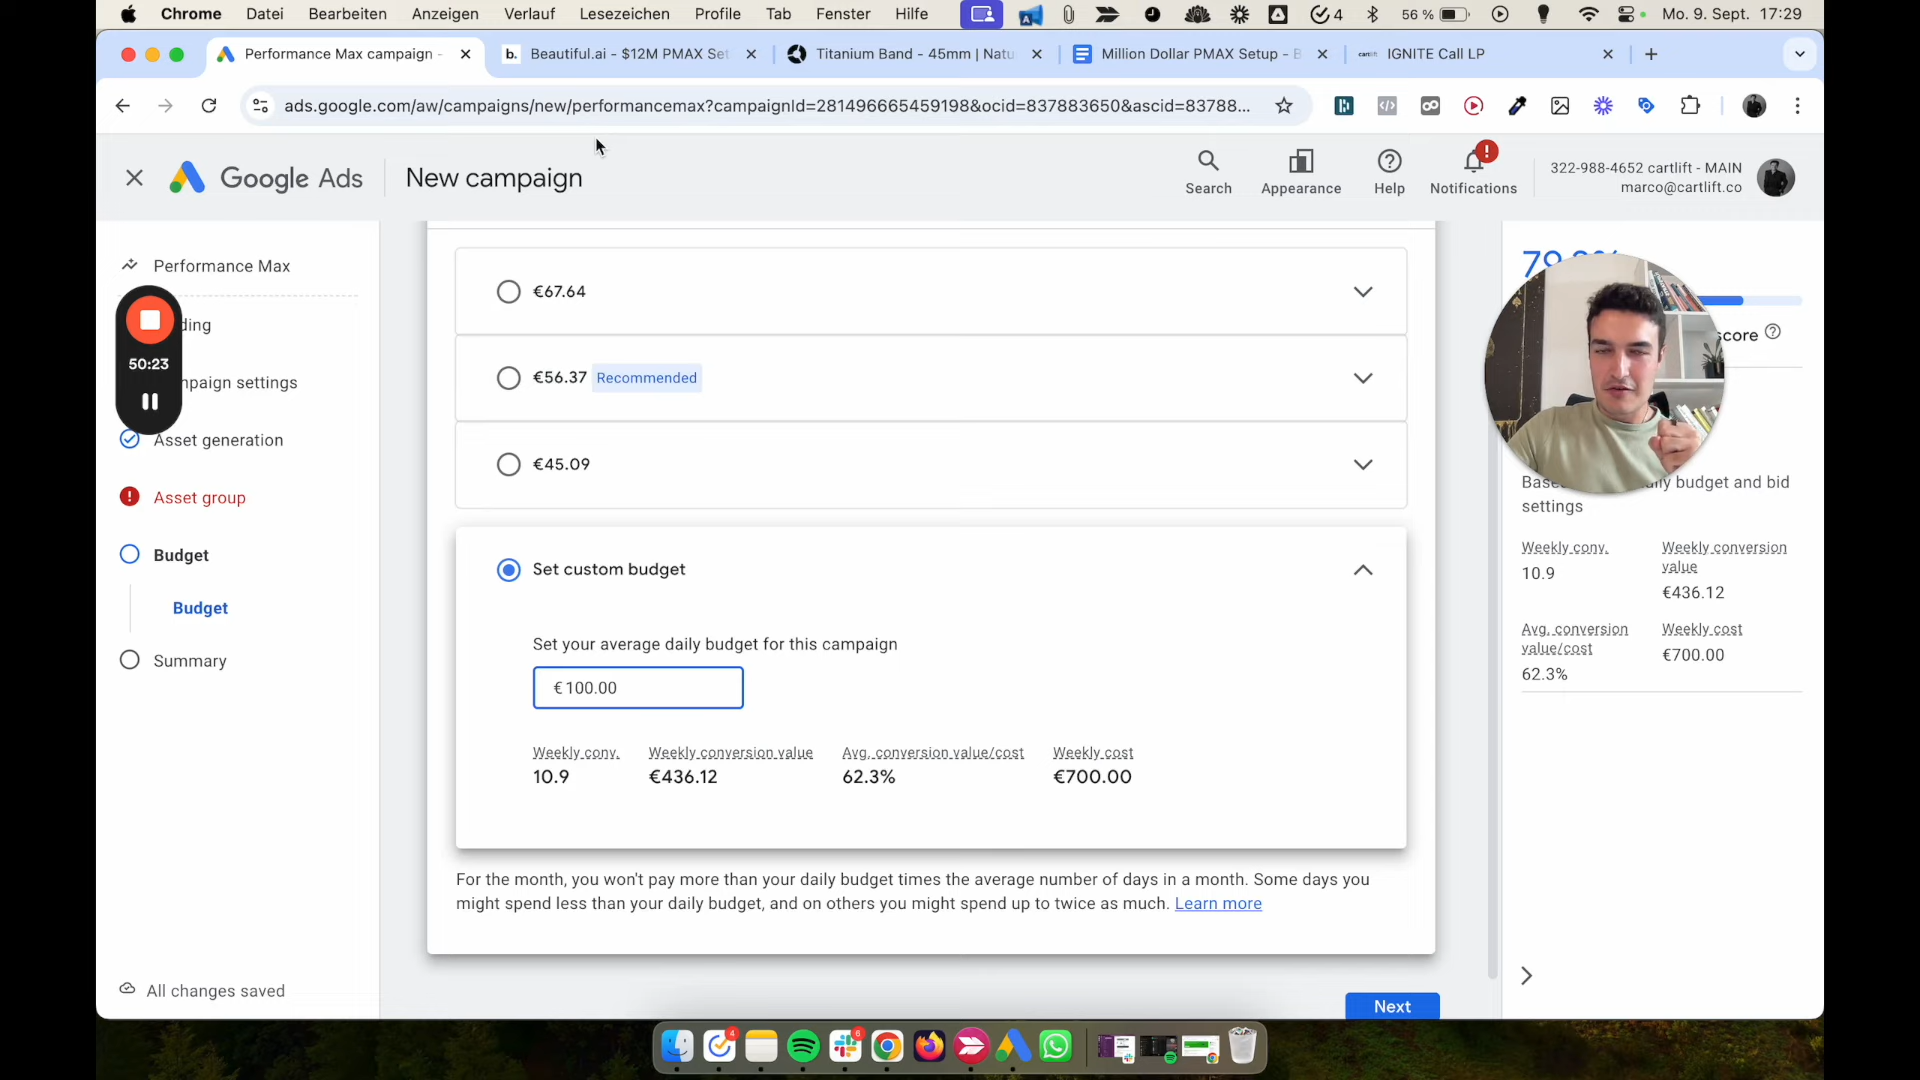 Chrome Datei Bearbeiten Anzeigen Verlauf Lesezeichen Profile Tab Fenster Hilfe 4 56 % Mo. 9. Sept. 17:29
Performance Max campaign - Beautiful.ai - $12M PMAX Set Titanium Band - 45mm | Natu Million Dollar PMAX Setup - B cartlift IGNITE Call LP
ads.google.com/aw/campaigns/new/performancemax?campaignId=281496665459198&ocid=837883650&ascid=83788...
Google Ads New campaign
Search Appearance Help Notifications
322-988-4652 cartlift - MAIN
marco@cartlift.co
Performance Max
ding
50:23
mpaign settings
Asset generation
Asset group
Budget
Budget
Summary
All changes saved
€67.64
€56.37 Recommended
€45.09
Set custom budget
Set your average daily budget for this campaign
€ 100.00
Weekly conv. Weekly conversion value Avg. conversion value/cost Weekly cost
10.9 €436.12 62.3% €700.00
For the month, you won't pay more than your daily budget times the average number of days in a month. Some days you
might spend less than your daily budget, and on others you might spend up to twice as much. Learn more
Next
score
budget and bid
settings
Weekly conv. Weekly conversion
value
10.9
€436.12
Avg. conversion Weekly cost
value/cost
€700.00
62.3%
4 6